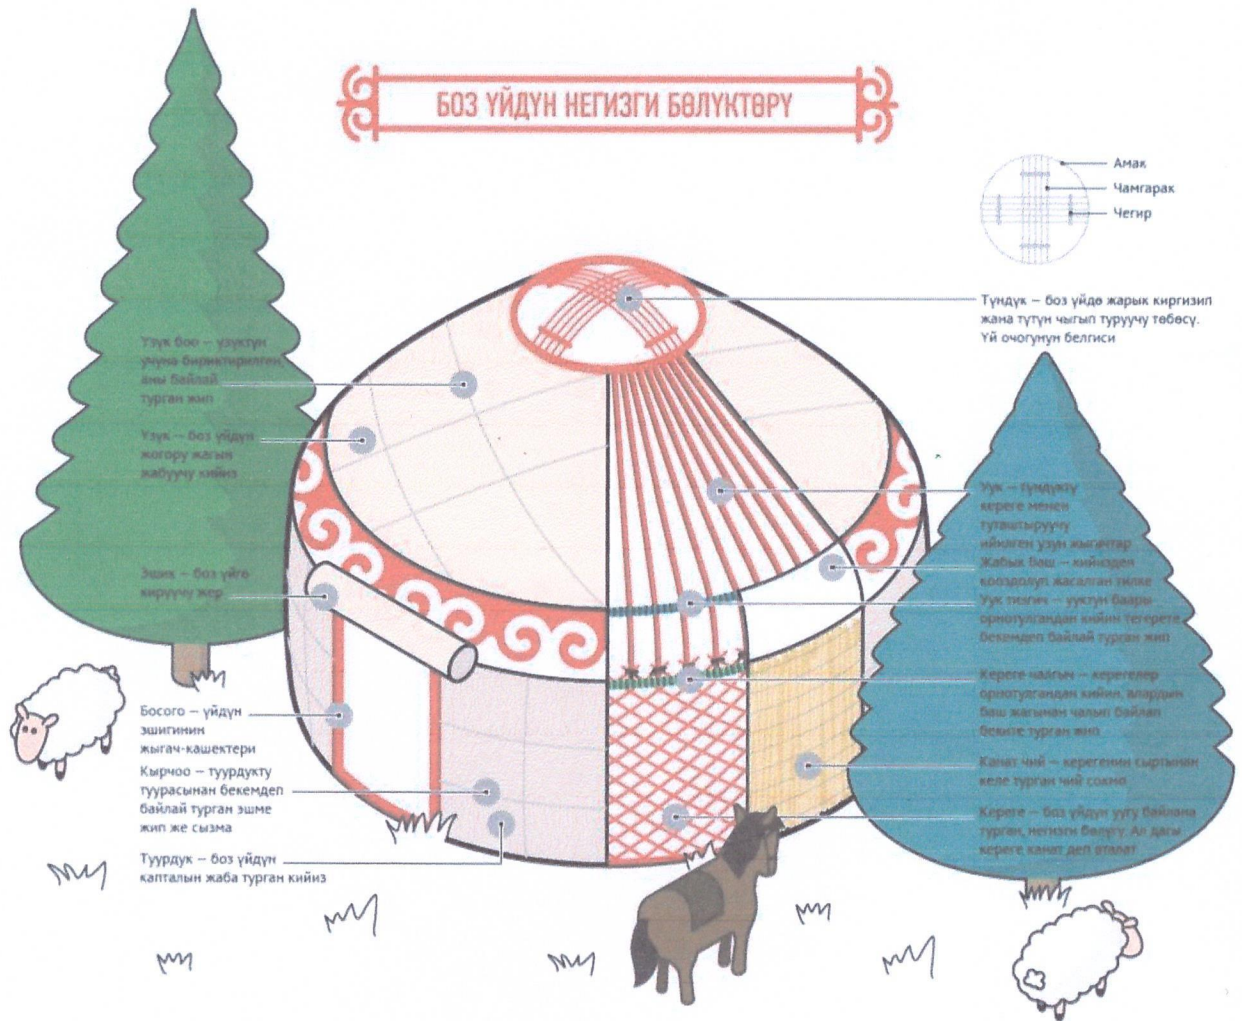 БОЗ ҮЙДҮН НЕГИЗГИ БӨЛҮКТӨРҮ
Амак
Чамгарак
Чегир
Түндүк — боз үйдө жарык киргизип
жана түтүн чыгып туруучу төбөсү.
Үй очогунун белгиси
Үзүк боо — үзүктүн
учуна бириктирилген
аны байлай
турган жип
Үзүк — боз үйдүн
жогору жагын
жабуучу кийиз
Эшик — боз үйгө
кирүүчү жер
Босого — үйдүн
эшигинин
жыгач-кашектери
Кырчоо — туурдукту
туурасынан бекемдеп
байлай турган эшме
жип же сызма
Туурдук — боз үйдүн
капталын жаба турган кийиз
Уук — түндүктү
кереге менен
туташтыруучу
ийилген узун жыгачтар
Жабык баш — кийизден
кооздолуп жасалган тилке
Уук тизгич — ууктун баары
орнотулгандан кийин тегерете
бекемдеп байлай турган жип
Кереге чалгыч — керегелер
орнотулгандан кийин, алардын
баш жагынан чалып байлап
беките турган жип
Канат чий — керегенин сыртынан
келе турган чий сокмо
Кереге — боз үйдүн уугу байлана
турган, негизги бөлүгү. Ал дагы
кереге канат деп аталат